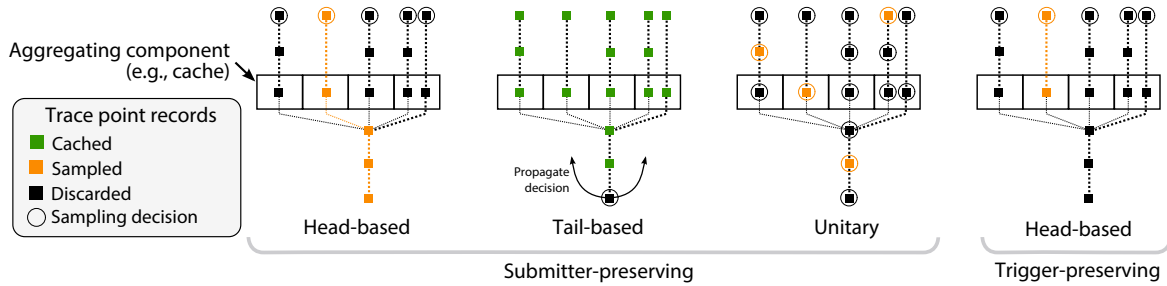 Aggregating component
(e.g., cache)
Trace point records
Cached
Sampled
Discarded
Sampling decision
Propagate
decision
Head-based
Tail-based
Unitary
Head-based
Submitter-preserving
Trigger-preserving